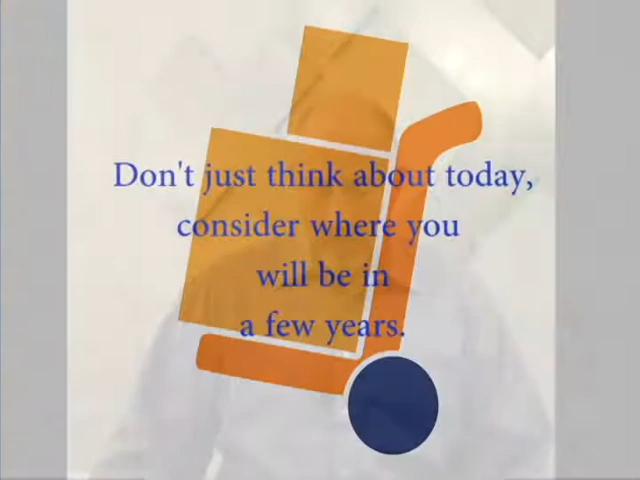 Don't just think about today,
consider where you
will be in
a few years.